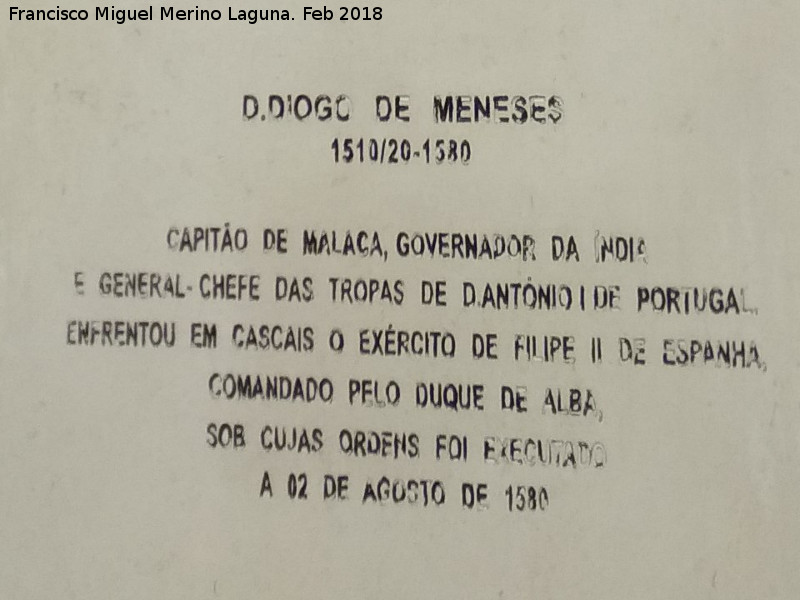 Francisco Miguel Merino Laguna. Feb 2018
D.DIOGO DE MENESES
1510/20-1580
CAPITÃO DE MALACA, GOVERNADOR DA ÍNDIA
E GENERAL-CHEFE DAS TROPAS DE D.ANTÓNIO I DE PORTUGAL,
ENFRENTOU EM CASCAIS O EXÉRCITO DE FILIPE II DE ESPANHA,
COMANDADO PELO DUQUE DE ALBA,
SOB CUJAS ORDENS FOI EXECUTADO
A 02 DE AGOSTO DE 1580